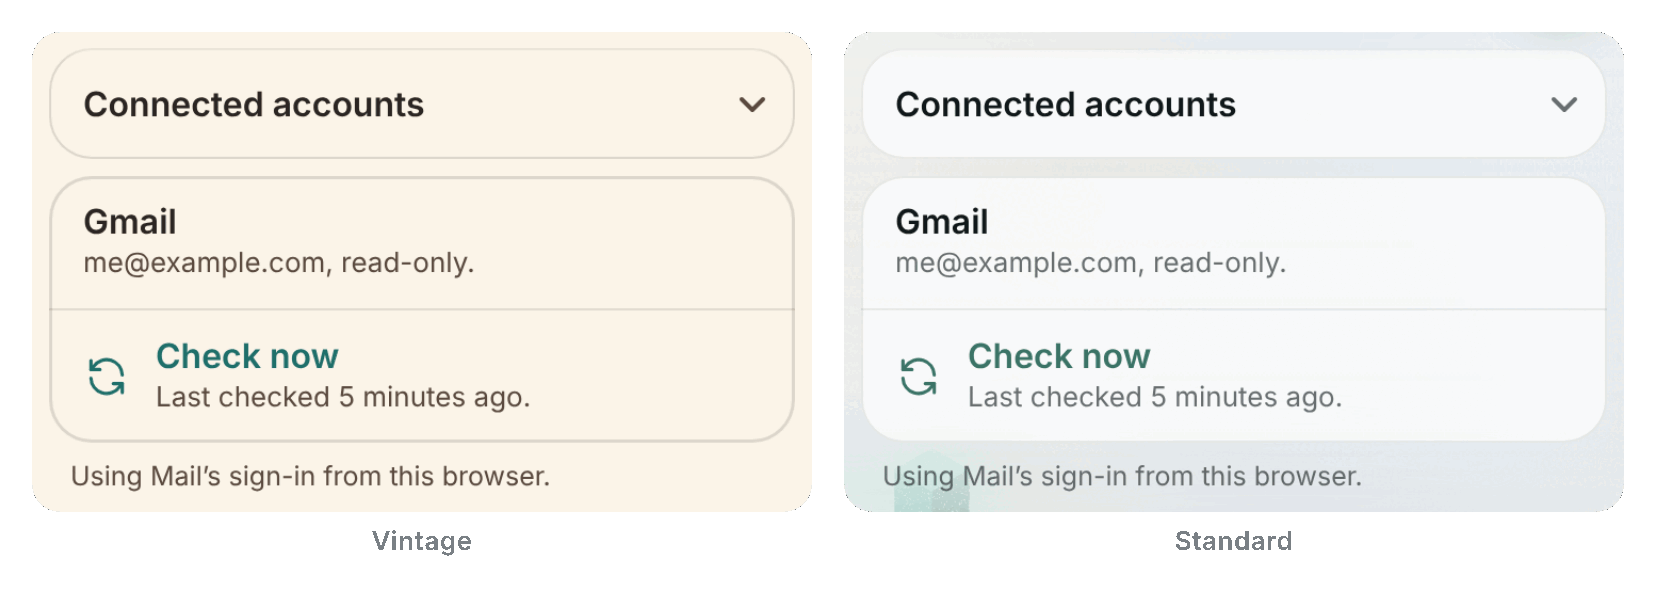 Connected accounts
Gmail
me@example.com, read-only.
Check now
Last checked 5 minutes ago.
Using Mail’s sign-in from this browser.
Vintage
Connected accounts
Gmail
me@example.com, read-only.
Check now
Last checked 5 minutes ago.
Using Mail’s sign-in from this browser.
Standard